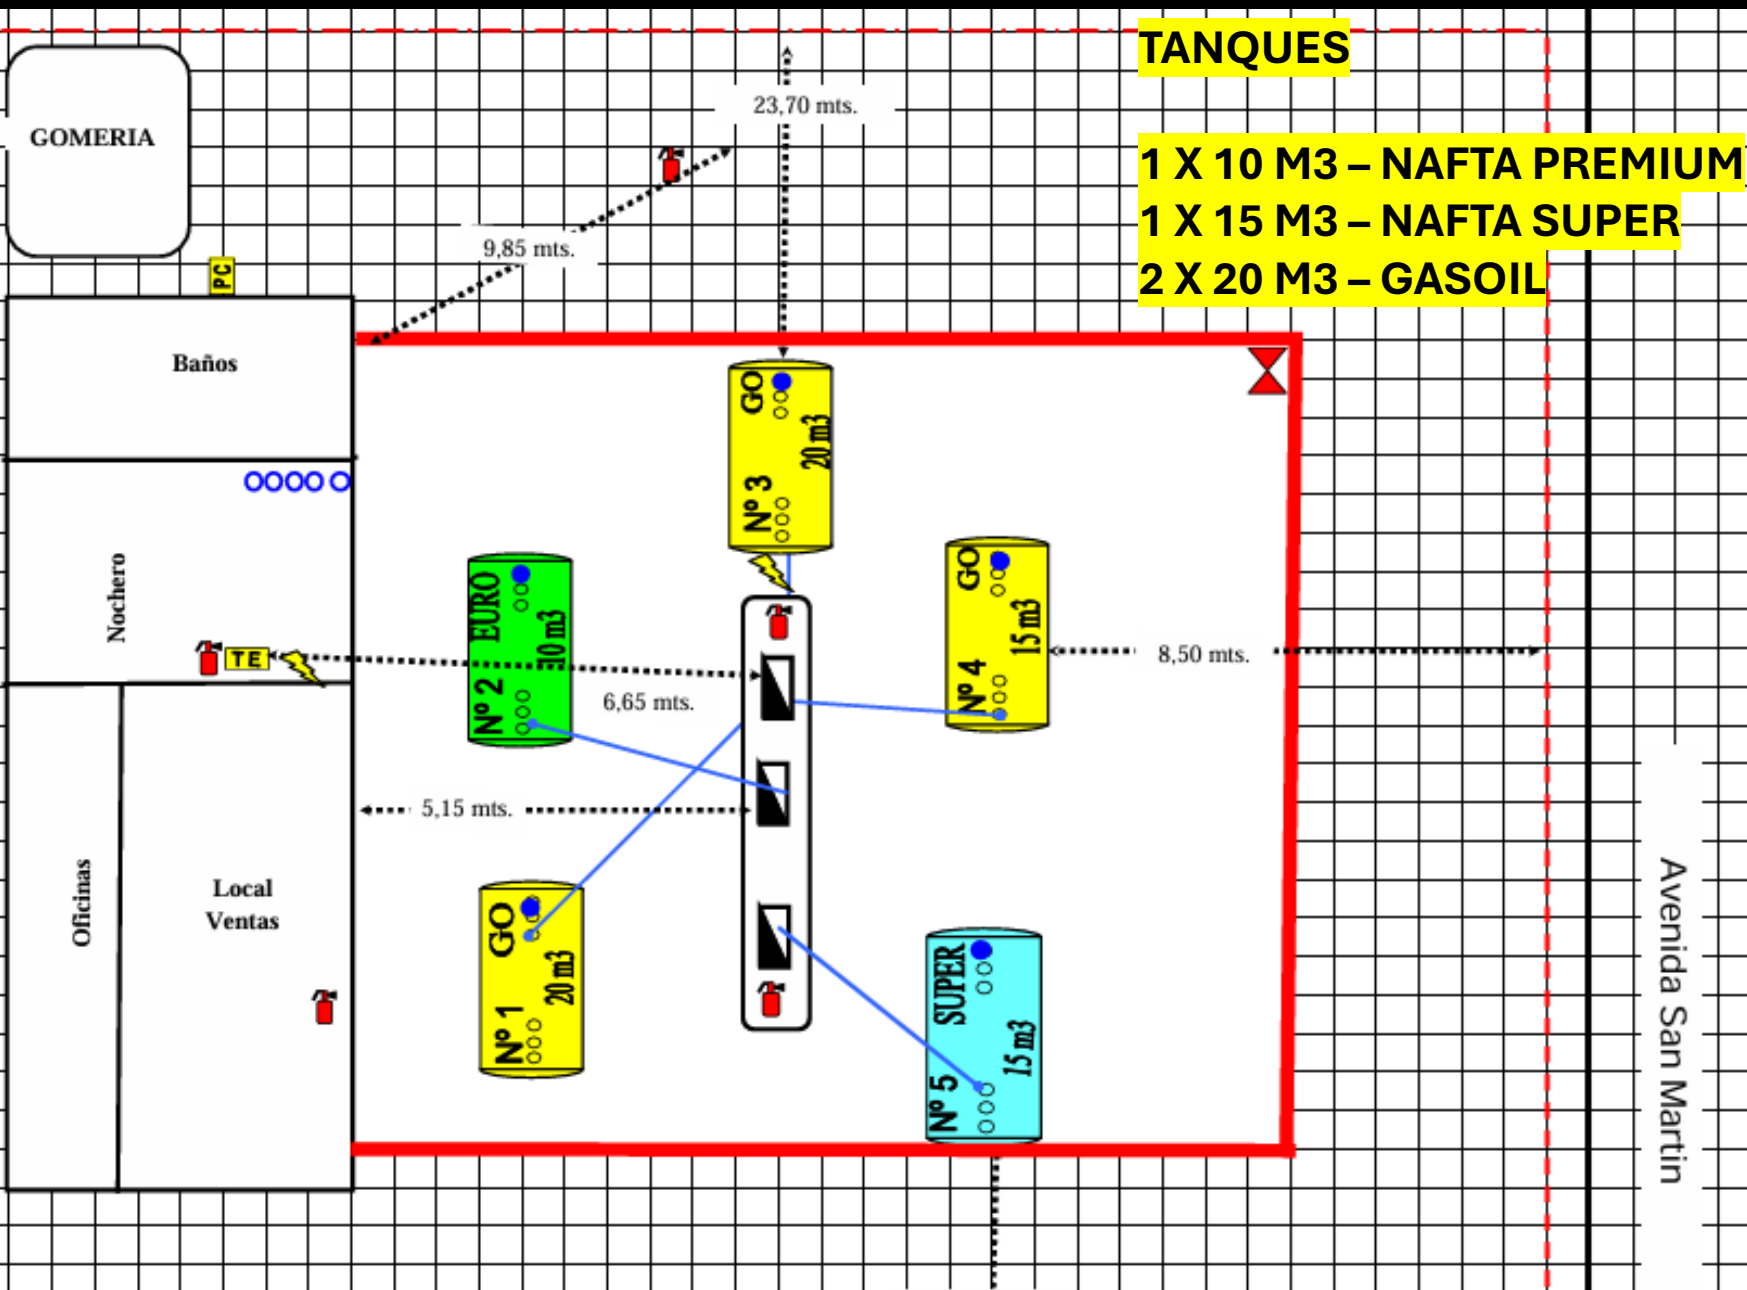 TANQUES
1 X 10 M3 – NAFTA PREMIUM
1 X 15 M3 – NAFTA SUPER
2 X 20 M3 – GASOIL
GOMERIA
23,70 mts.
9,85 mts.
PC
Baños
Nochero
TE
Oficinas
Local
Ventas
Nº 3 GO
20 m3
Nº 2 EURO
10 m3
Nº 4 GO
15 m3
6,65 mts.
8,50 mts.
5,15 mts.
Nº 1 GO
20 m3
Nº 5 SUPER
15 m3
Avenida San Martin